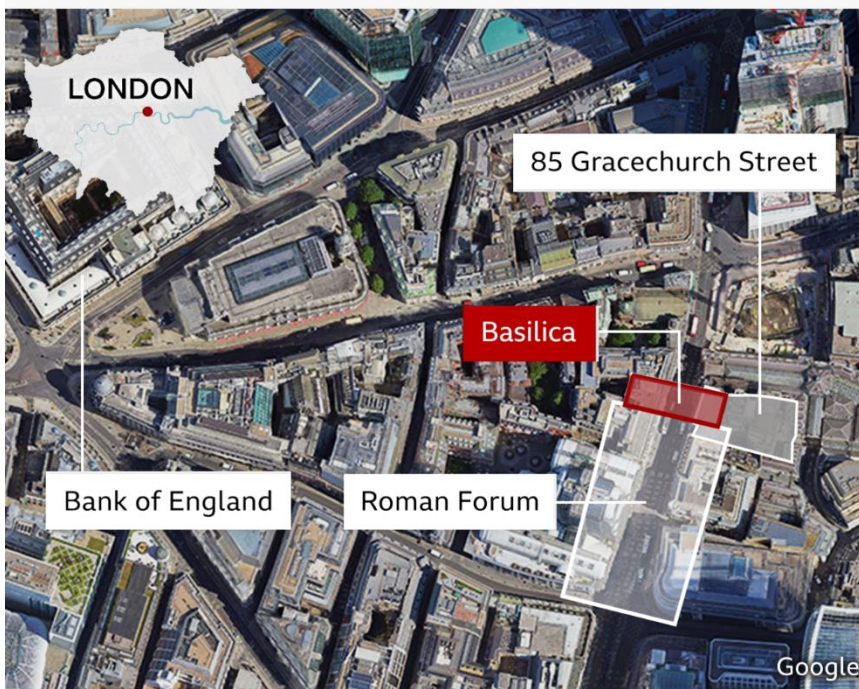 LONDON
85 Gracechurch Street
Basilica
Bank of England
Roman Forum
Google